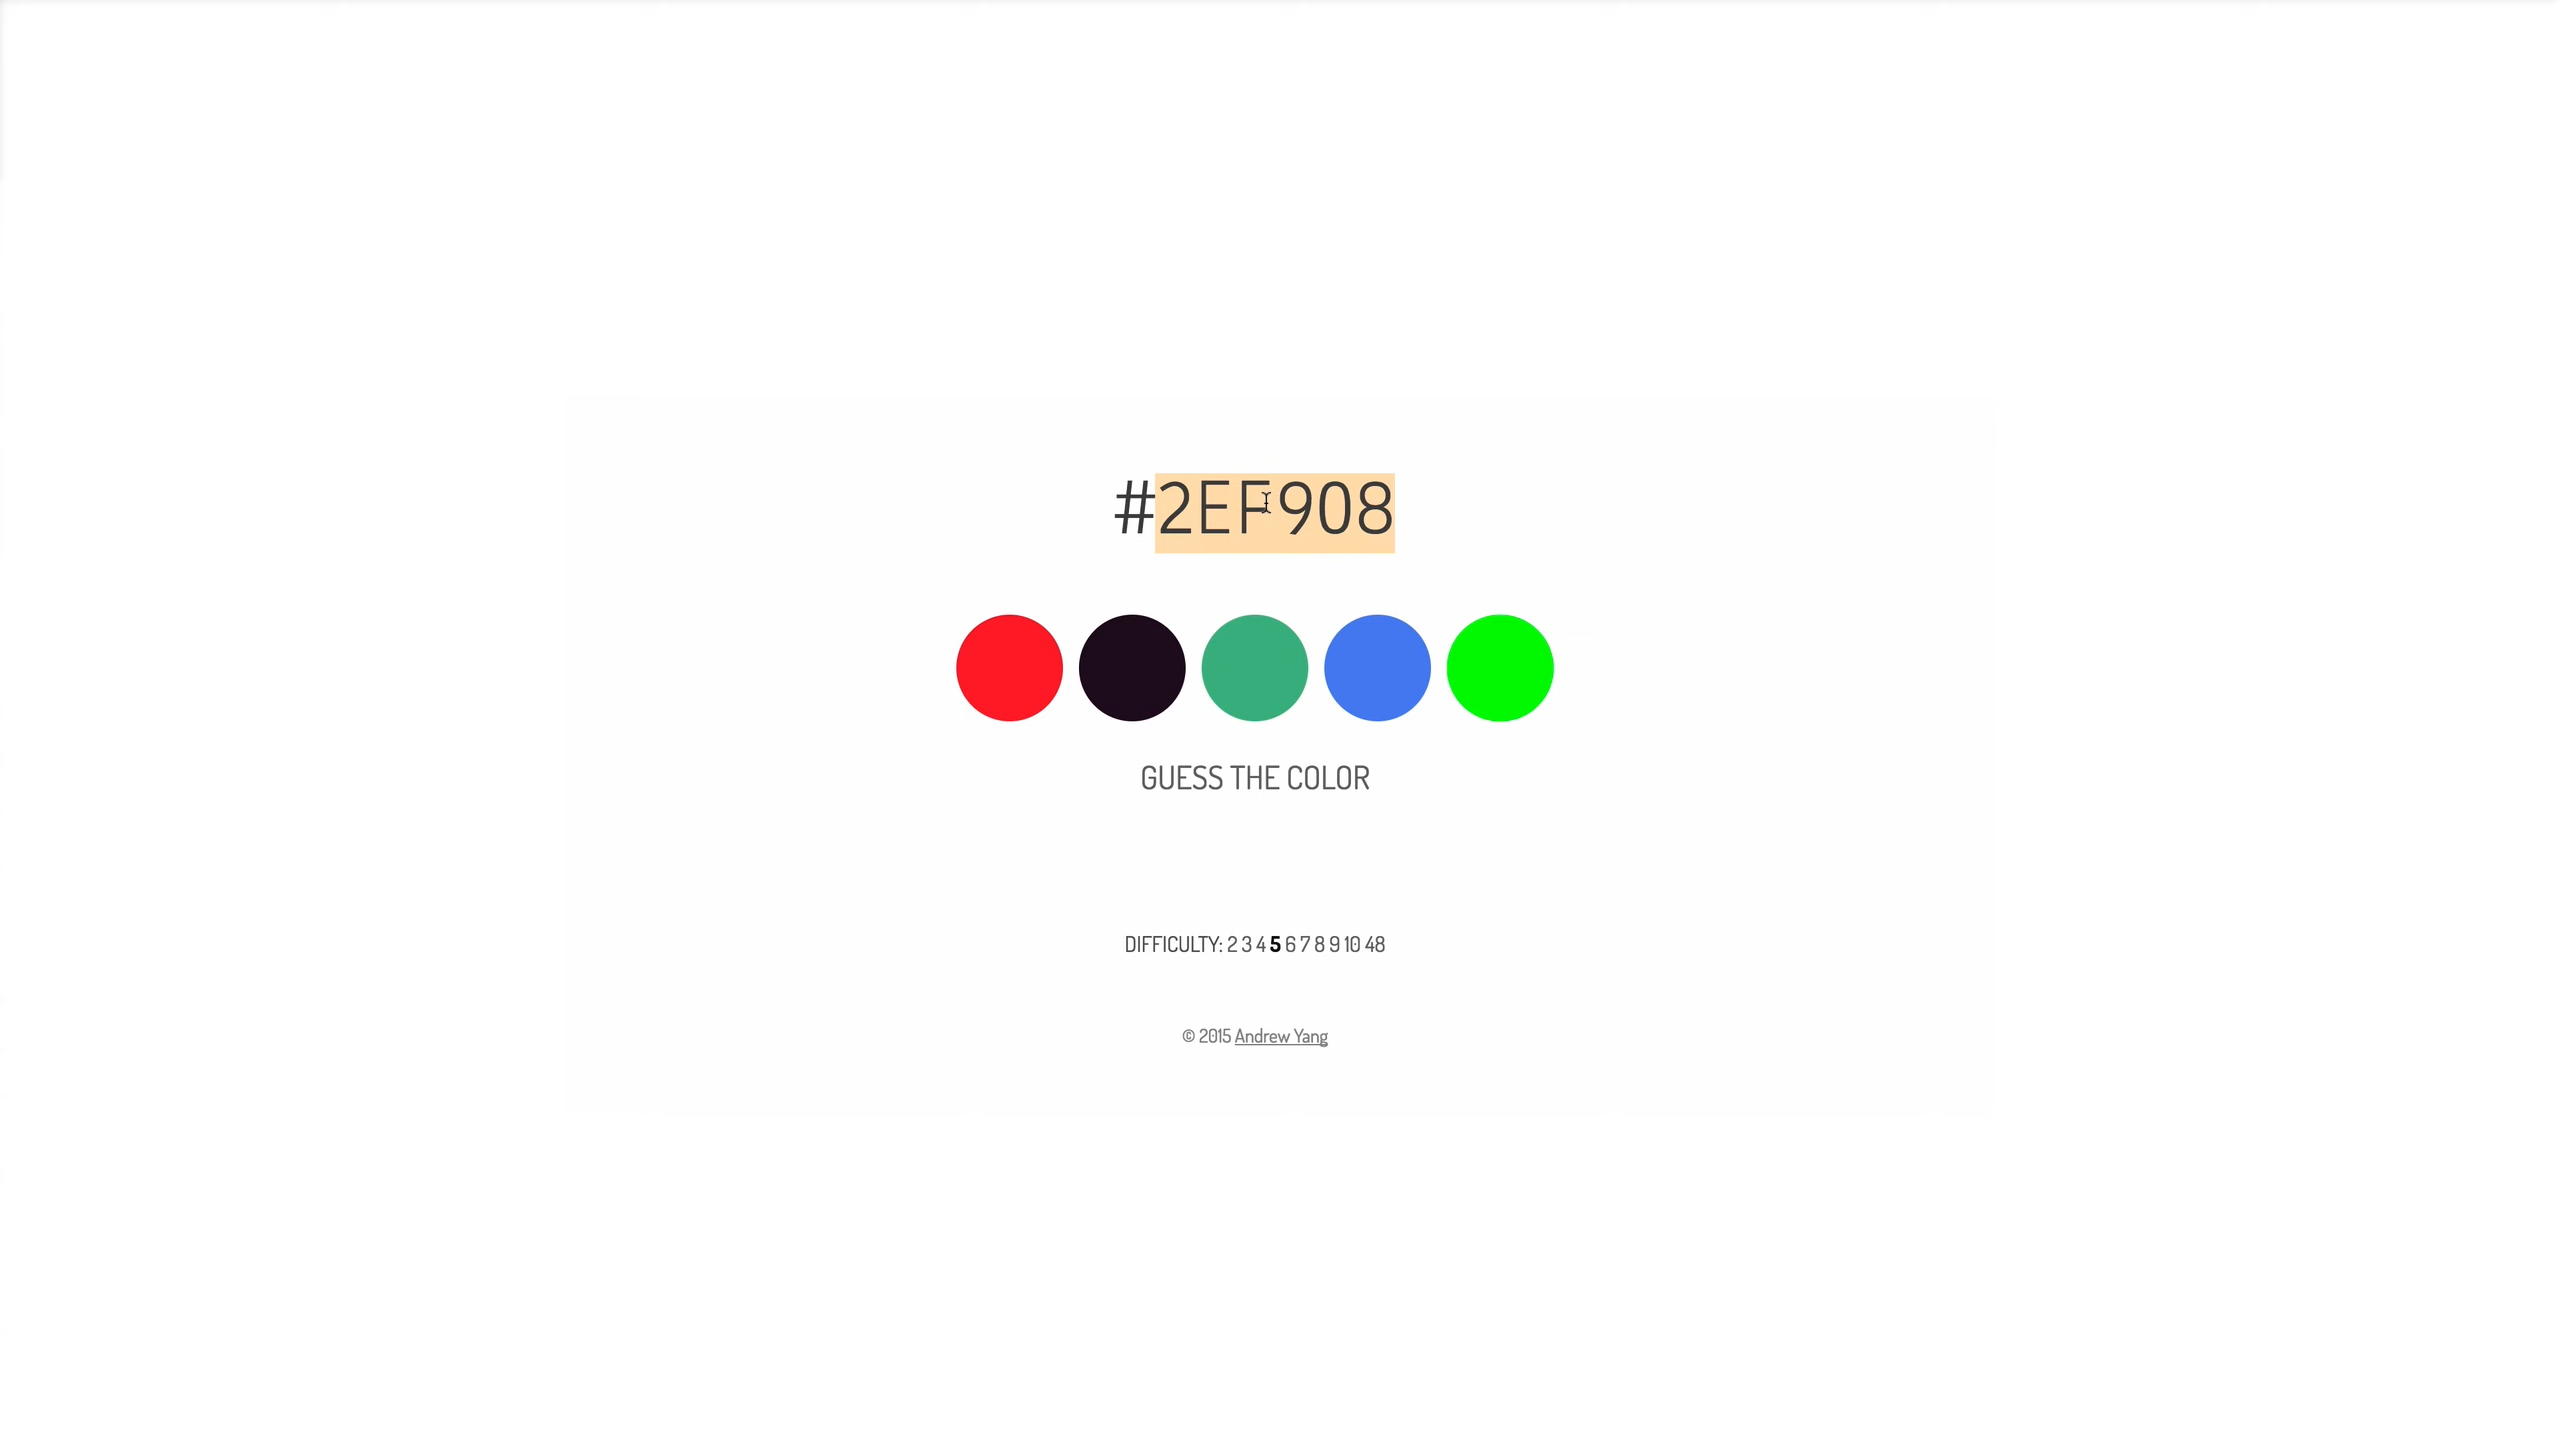 #2EF908
GUESS THE COLOR
DIFFICULTY: 2 3 4 5 6 7 8 9 10 48
© 2015 Andrew Yang